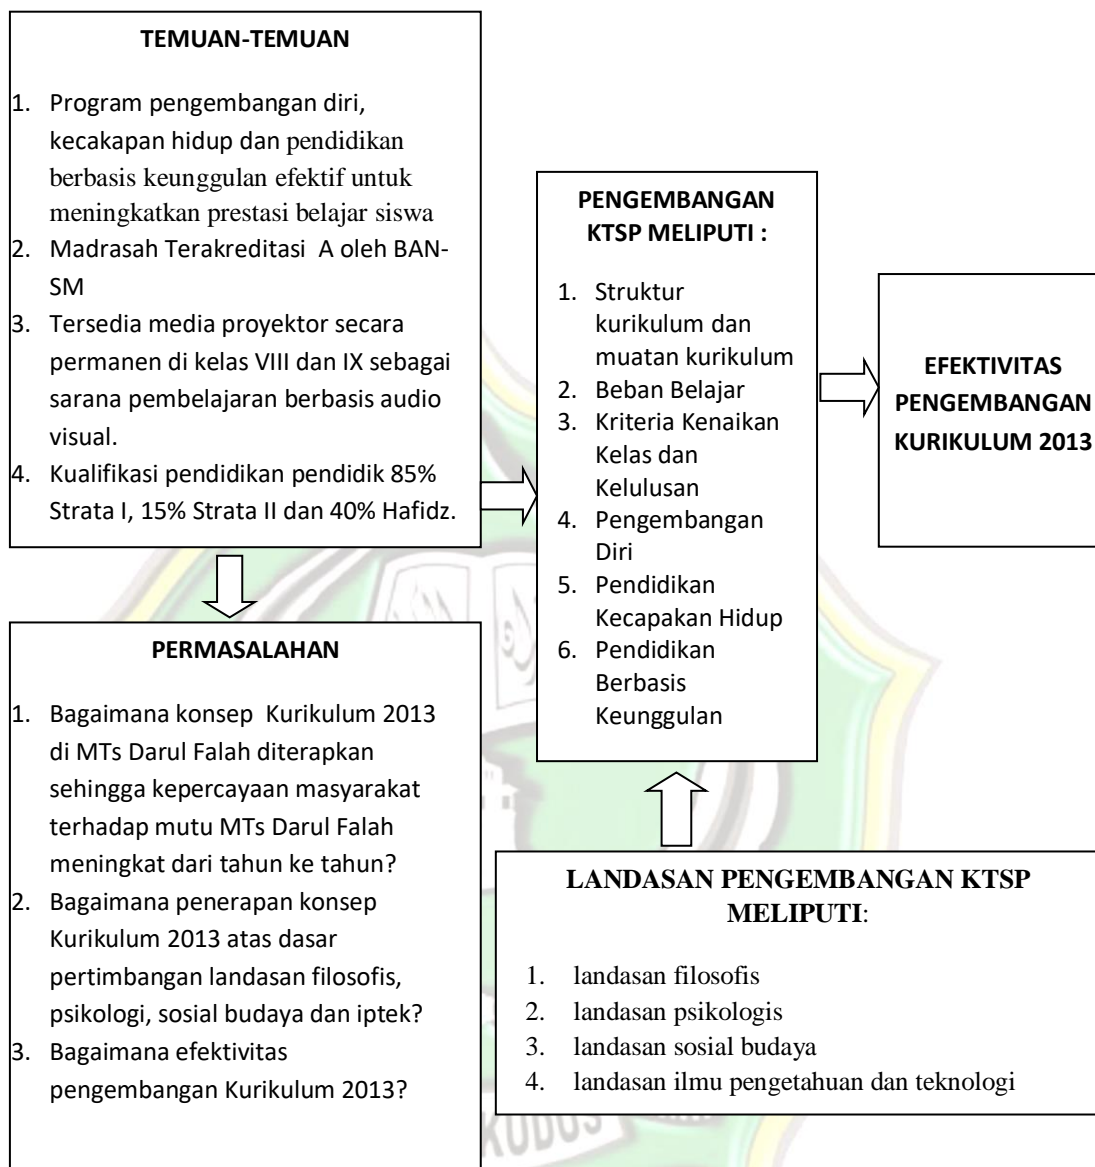 TEMUAN-TEMUAN
1. Program pengembangan diri,
kecakapan hidup dan pendidikan
berbasis keunggulan efektif untuk
meningkatkan prestasi belajar siswa
2. Madrasah Terakreditasi A oleh BAN-
SM
3. Tersedia media proyektor secara
permanen di kelas VIII dan IX sebagai
sarana pembelajaran berbasis audio
visual.
4. Kualifikasi pendidikan pendidik 85%
Strata I, 15% Strata II dan 40% Hafidz.
PERMASALAHAN
1. Bagaimana konsep Kurikulum 2013
di MTs Darul Falah diterapkan
sehingga kepercayaan masyarakat
terhadap mutu MTs Darul Falah
meningkat dari tahun ke tahun?
2. Bagaimana penerapan konsep
Kurikulum 2013 atas dasar
pertimbangan landasan filosofis,
psikologi, sosial budaya dan iptek?
3. Bagaimana efektivitas
pengembangan Kurikulum 2013?
PENGEMBANGAN
KTSP MELIPUTI :
1. Struktur
kurikulum dan
muatan kurikulum
2. Beban Belajar
3. Kriteria Kenaikan
Kelas dan
Kelulusan
4. Pengembangan
Diri
5. Pendidikan
Kecapakan Hidup
6. Pendidikan
Berbasis
Keunggulan
LANDASAN PENGEMBANGAN KTSP
MELIPUTI:
1. landasan filosofis
2. landasan psikologis
3. landasan sosial budaya
4. landasan ilmu pengetahuan dan teknologi
EFEKTIVITAS
PENGEMBANGAN
KURIKULUM 2013
KUDUS